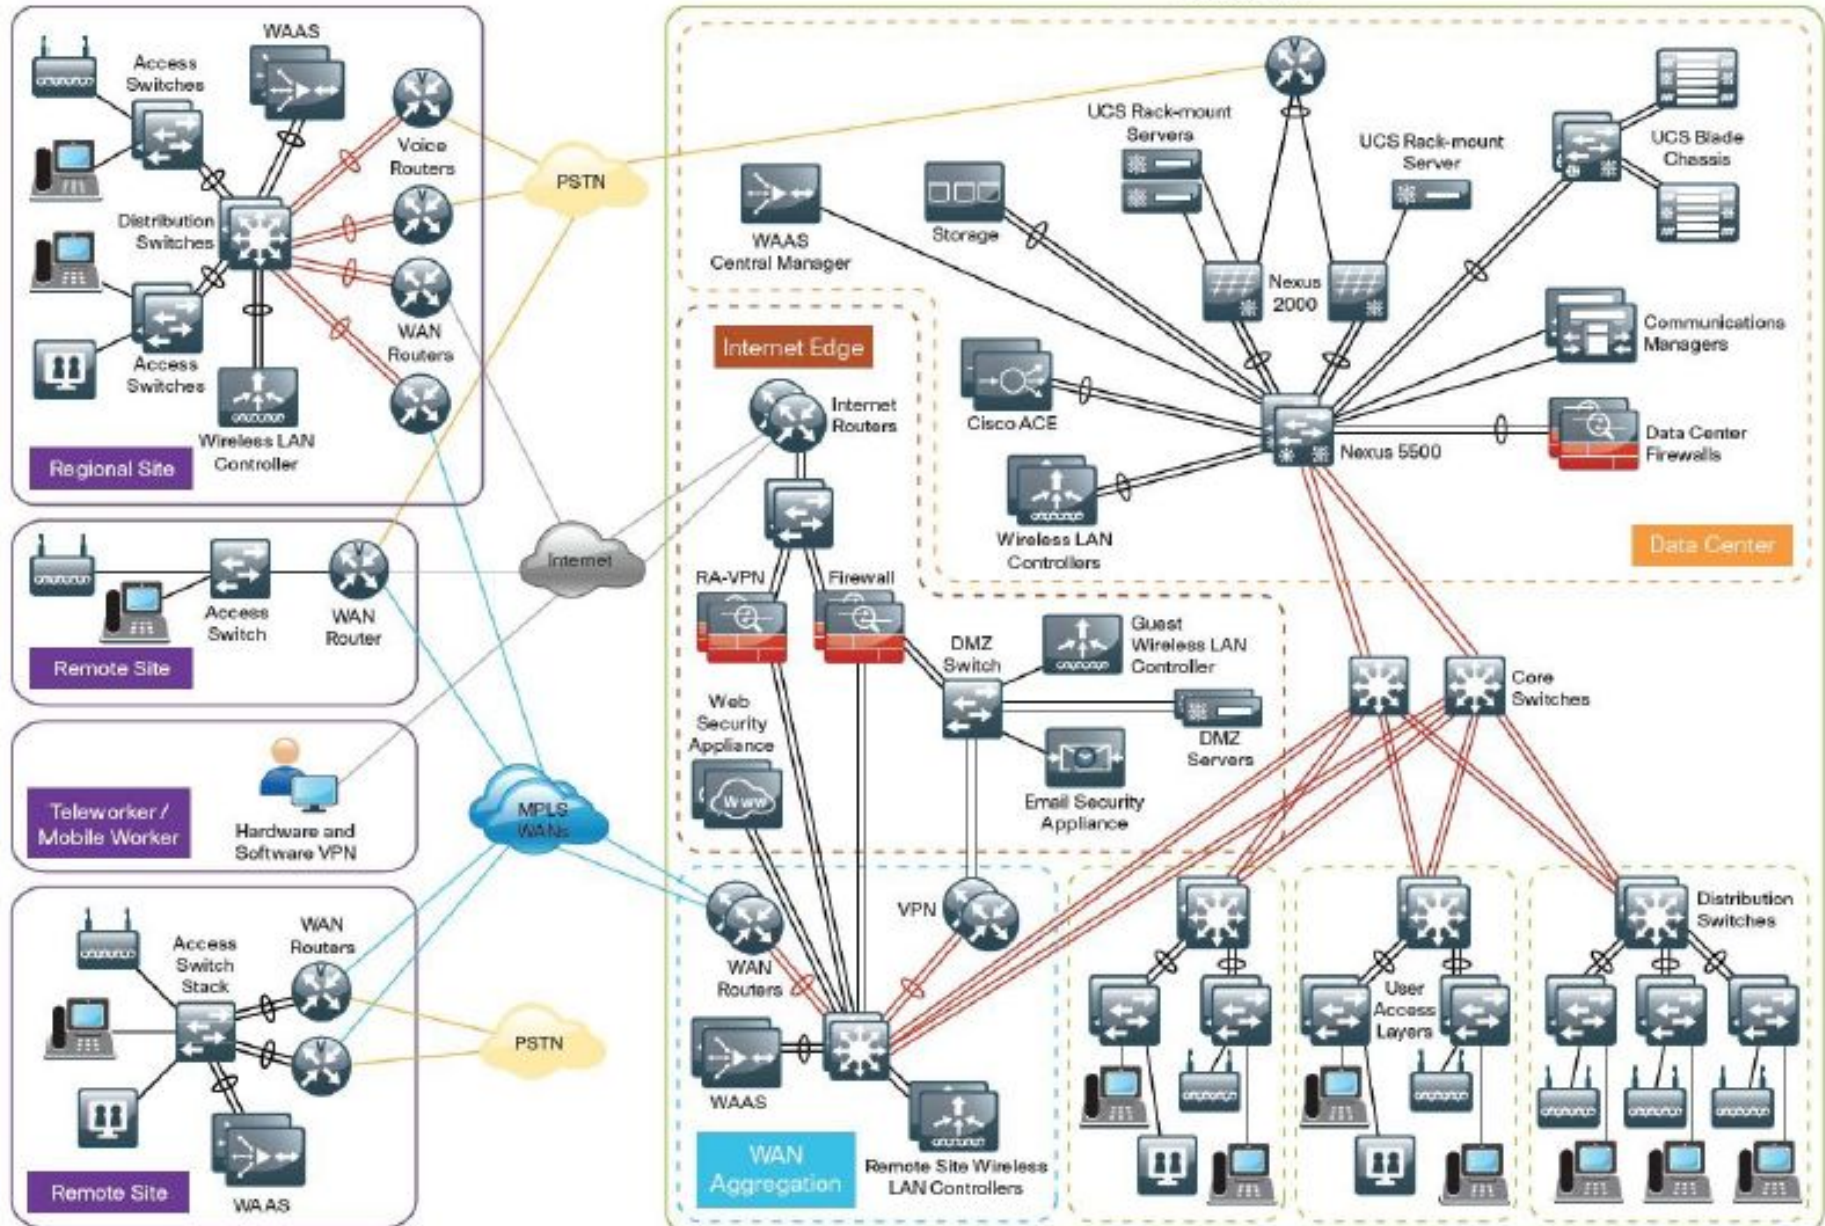 WAAS
Access
Switches
V
Voice
Routers
Distribution
Switches
V
WAN
Routers
Access
Switches
Wireless LAN
Controller
Regional Site
PSTN
Access
Switch
V
WAN
Router
Remote Site
Internet
Teleworker /
Mobile Worker
Hardware and
Software VPN
MPLS
WANs
Access
Switch
Stack
WAN
Routers
V
V
PSTN
WAAS
Remote Site
V
UCS Rack-mount
Servers
UCS Rack-mount
Server
UCS Blade
Chassis
WAAS
Central Manager
Storage
Nexus
2000
Communications
Managers
Cisco ACE
Nexus 5500
Data Center
Firewalls
Wireless LAN
Controllers
Data Center
Internet Edge
Internet
Routers
RA-VPN
Firewall
DMZ
Switch
Guest
Wireless LAN
Controller
Web
Security
Appliance
Www
DMZ
Servers
Email Security
Appliance
Core
Switches
WAN
Routers
VPN
WAAS
WAN
Aggregation
Remote Site Wireless
LAN Controllers
User
Access
Layers
Distribution
Switches